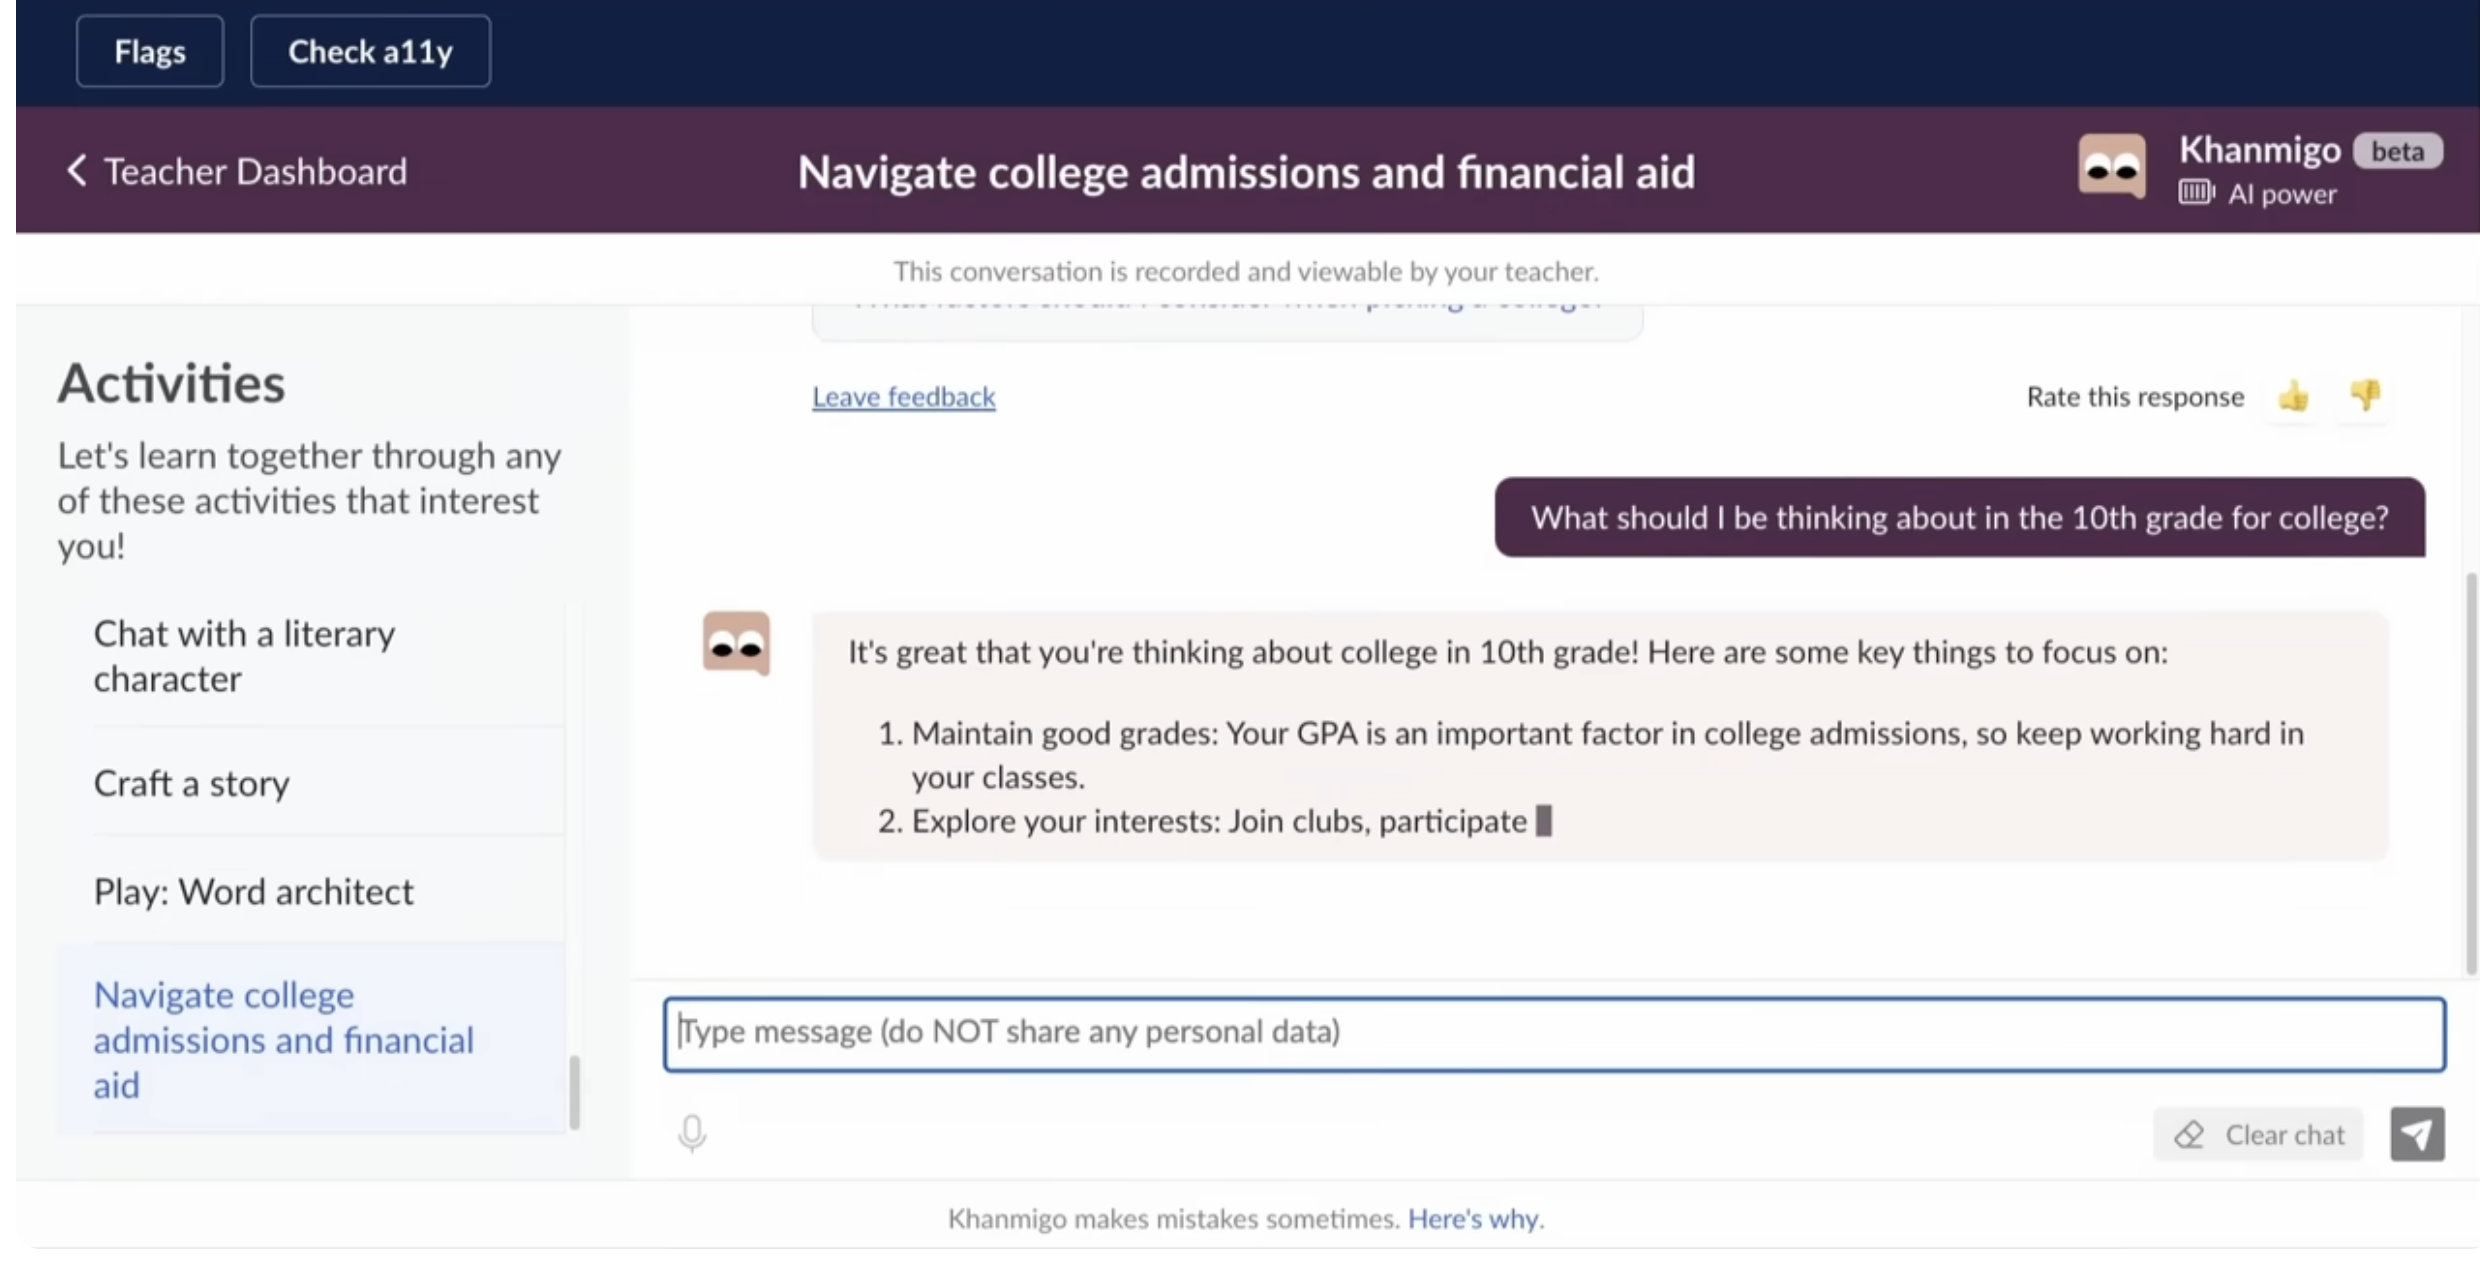 Flags
Check a11y
Teacher Dashboard
Navigate college admissions and financial aid
Khanmigo beta
AI power
This conversation is recorded and viewable by your teacher.
Activities
Let's learn together through any
of these activities that interest
you!
Chat with a literary
character
Craft a story
Play: Word architect
Navigate college
admissions and financial
aid
Leave feedback
Rate this response
What should I be thinking about in the 10th grade for college?
It's great that you're thinking about college in 10th grade! Here are some key things to focus on:
1. Maintain good grades: Your GPA is an important factor in college admissions, so keep working hard in
your classes.
2. Explore your interests: Join clubs, participate
Type message (do NOT share any personal data)
Clear chat
Khanmigo makes mistakes sometimes. Here's why.